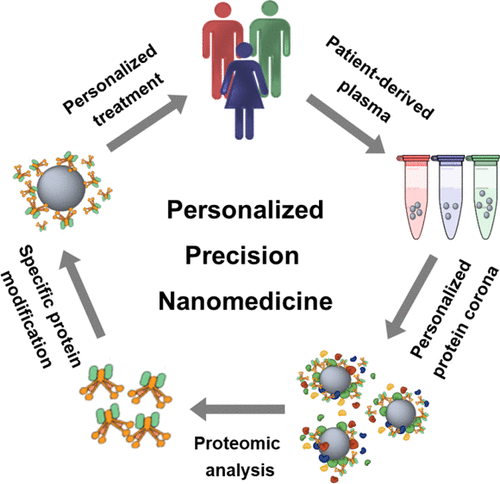 Personalized
treatment
Patient-derived
plasma
Personalized
Precision
Nanomedicine
Specific protein
modification
Personalized
protein corona
Proteomic
analysis